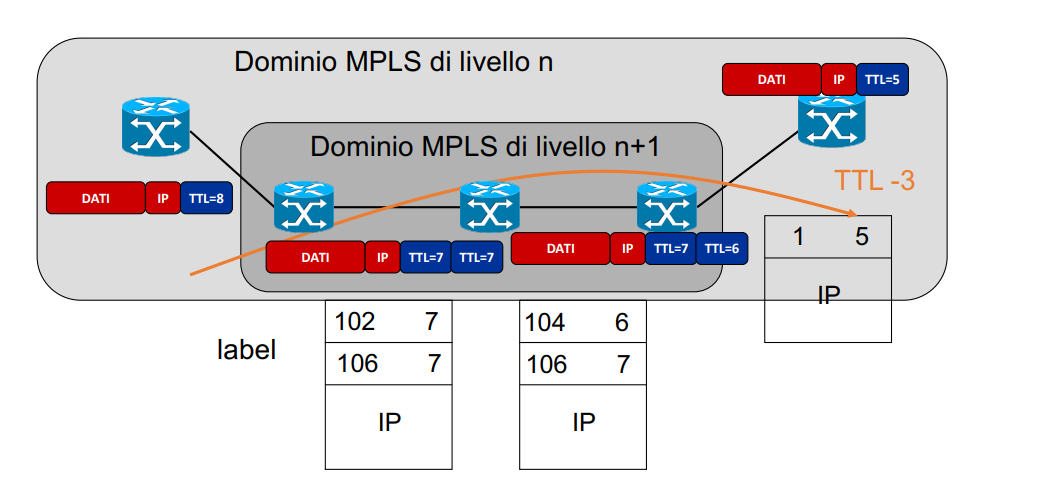 Dominio MPLS di livello n
DATI IP TTL=5
Dominio MPLS di livello n+1
TTL -3
DATI IP TTL=8
1 5
IP
DATI IP TTL=7 TTL=7
DATI IP TTL=7 TTL=6
label
102 7
106 7
IP
104 6
106 7
IP